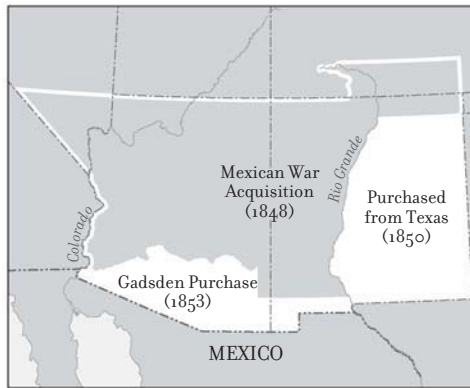 Colorado
Rio Grande
Mexican War
Acquisition
(1848)
Purchased
from Texas
(1850)
Gadsden Purchase
(1853)
MEXICO